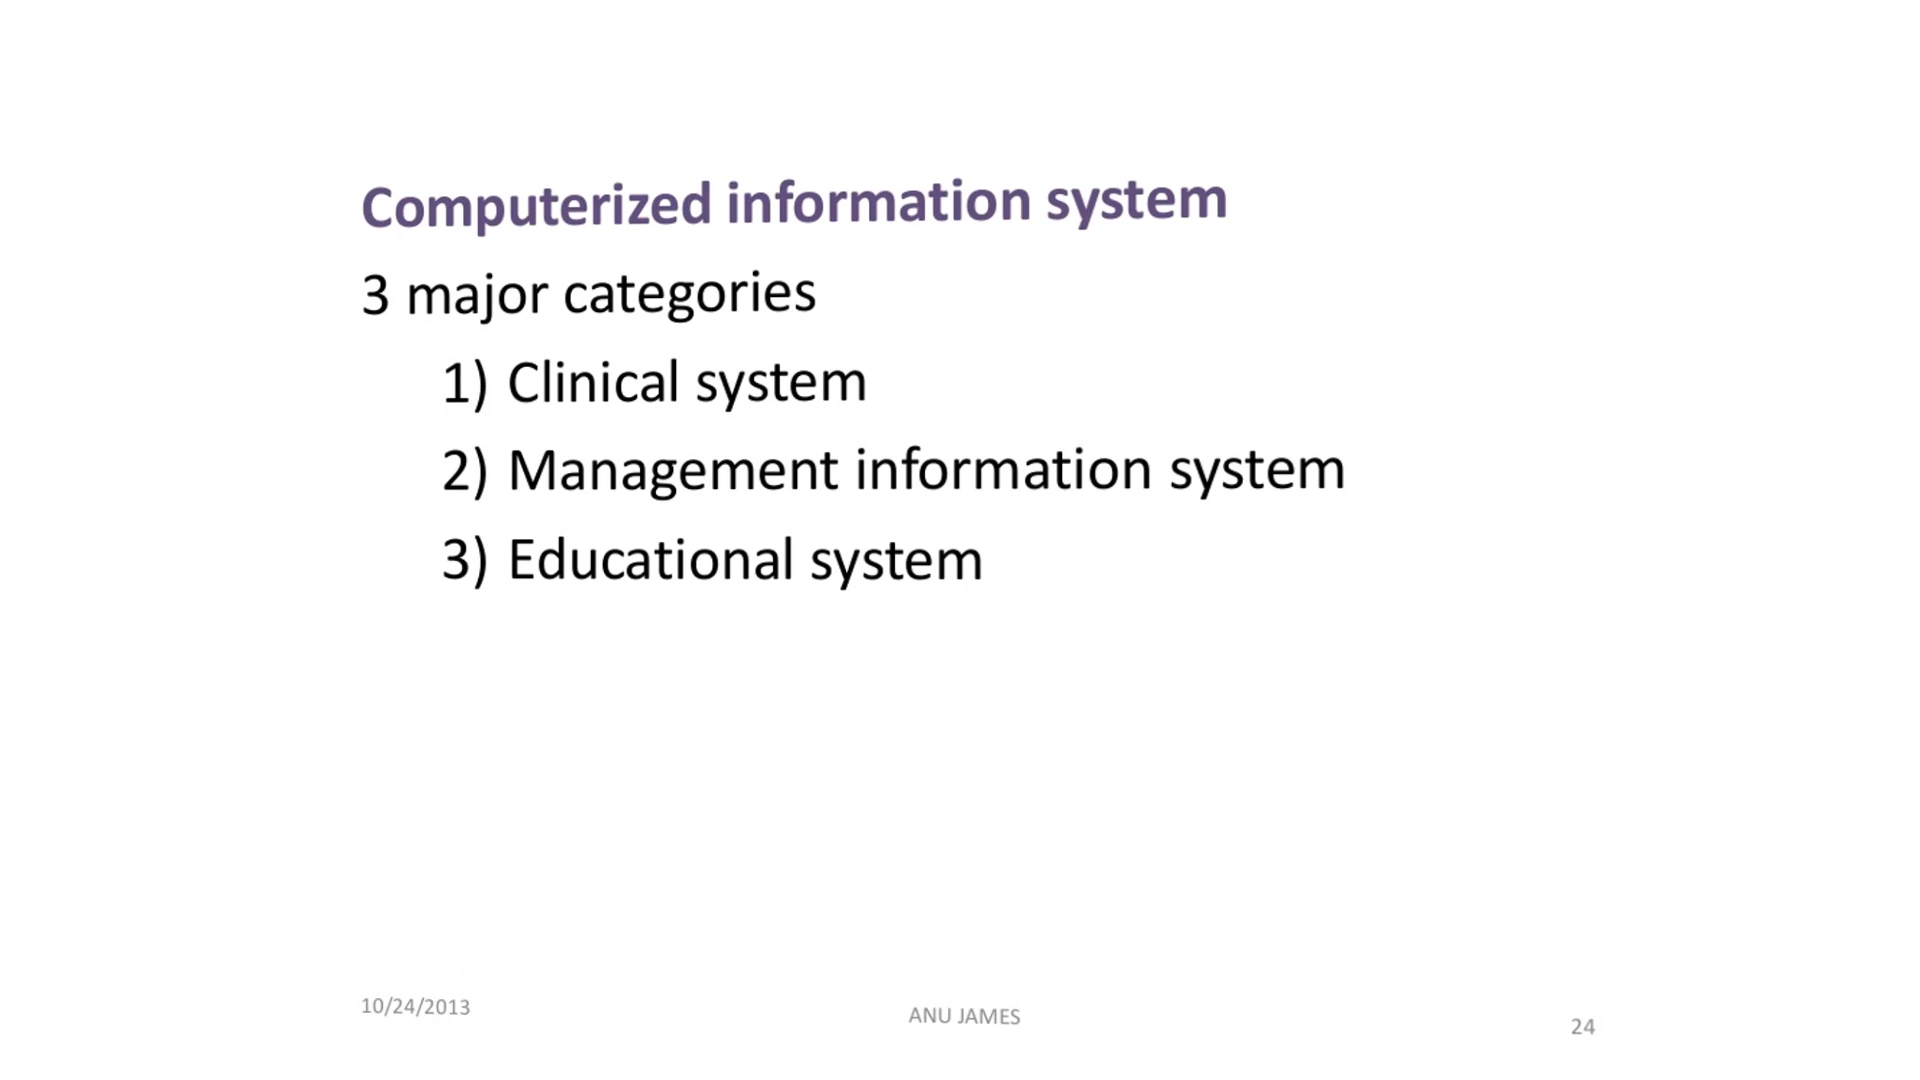 Computerized information system
3 major categories
1) Clinical system
2) Management information system
3) Educational system
10/24/2013
ANU JAMES
24